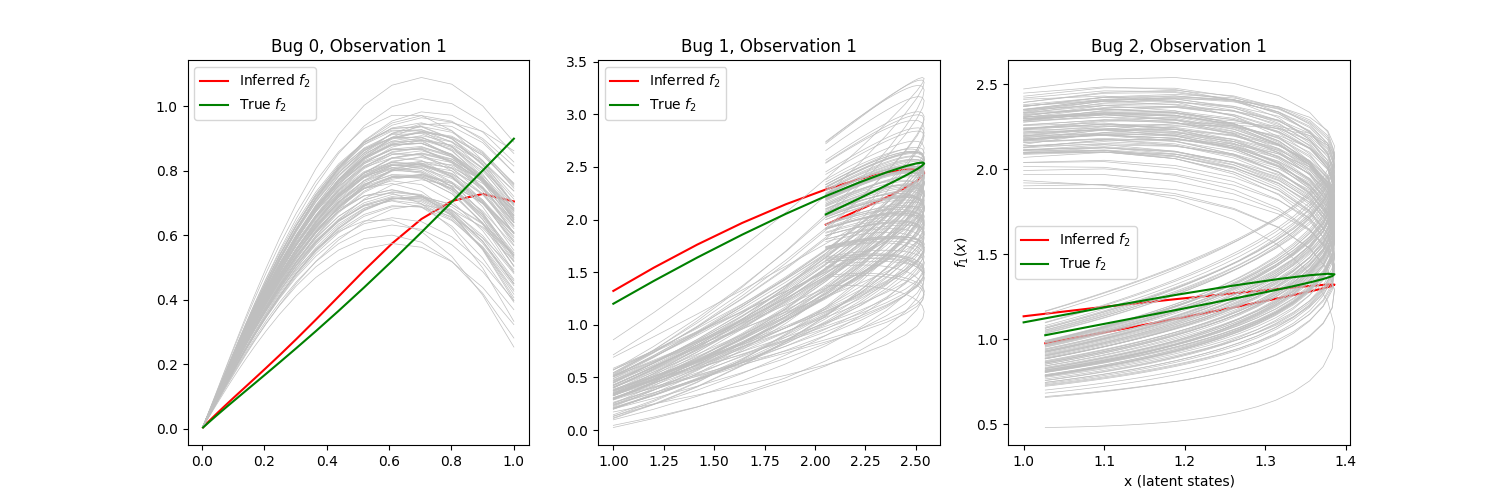 Bug 0, Observation 1
Inferred f₂
True f₂
1.0
0.8
0.6
0.4
0.2
0.0
0.0 0.2 0.4 0.6 0.8 1.0
Bug 1, Observation 1
Inferred f₂
True f₂
3.5
3.0
2.5
2.0
1.5
1.0
0.5
0.0
1.00 1.25 1.50 1.75 2.00 2.25 2.50
Bug 2, Observation 1
Inferred f₂
True f₂
f₁(x)
2.5
2.0
1.5
1.0
0.5
1.0 1.1 1.2 1.3 1.4
x (latent states)